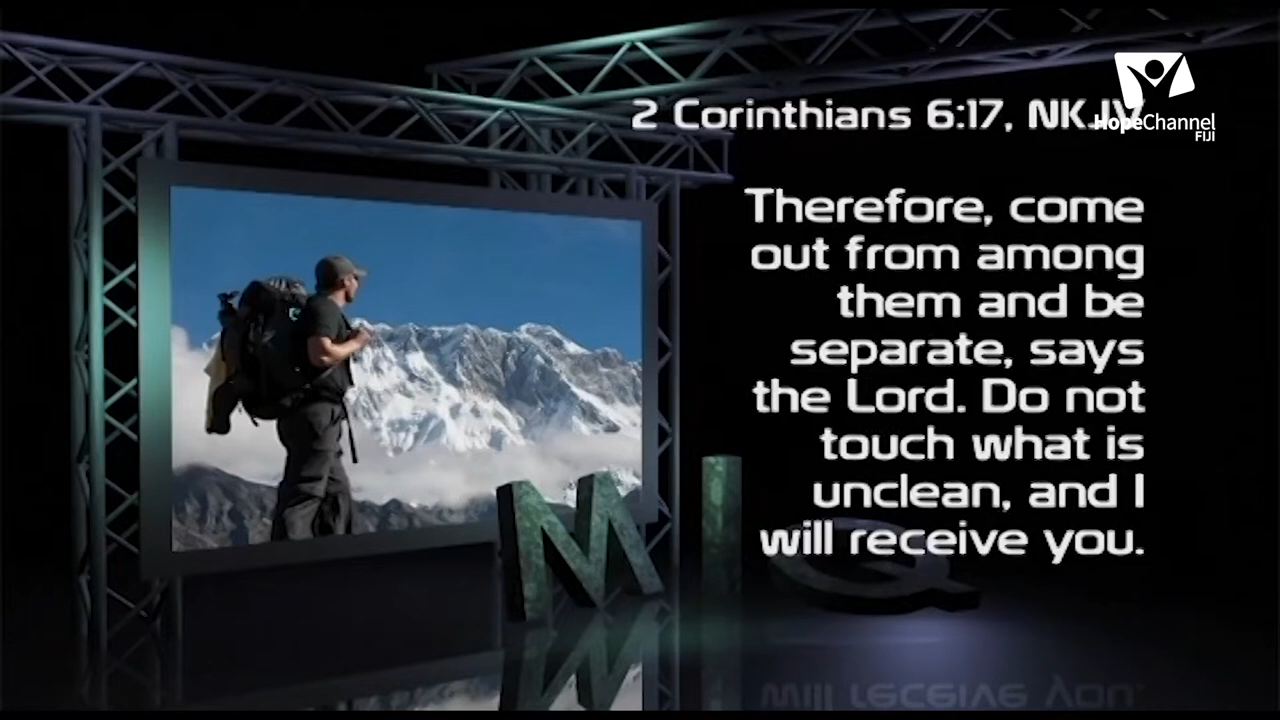 2 Corinthians 6:17, NKJV
HopeChannel
FIJI
Therefore, come
out from among
them and be
separate, says
the Lord. Do not
touch what is
unclean, and I
will receive you.
M I Q